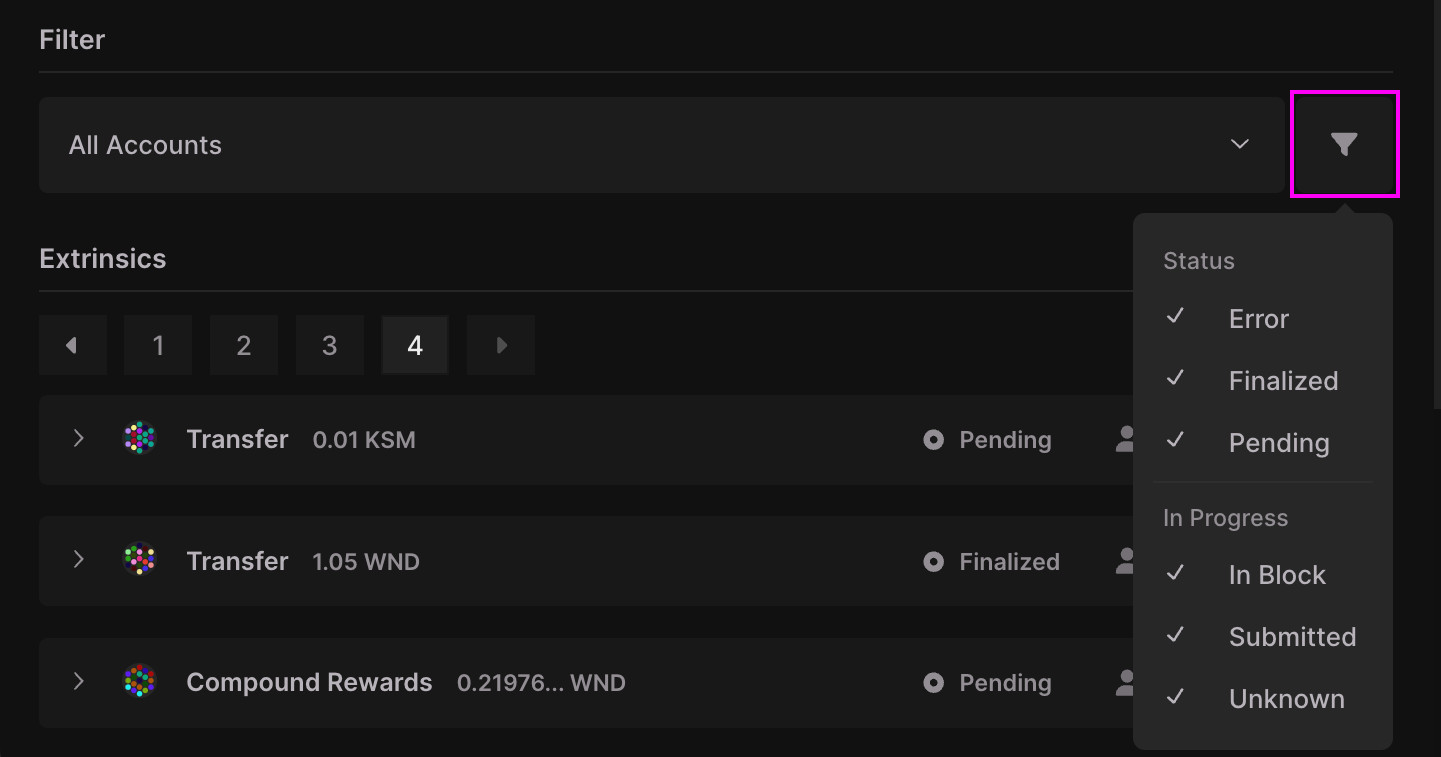 Filter
All Accounts
Extrinsics
1 2 3 4
Transfer 0.01 KSM Pending
Transfer 1.05 WND Finalized
Compound Rewards 0.21976... WND Pending
Status
Error
Finalized
Pending
In Progress
In Block
Submitted
Unknown